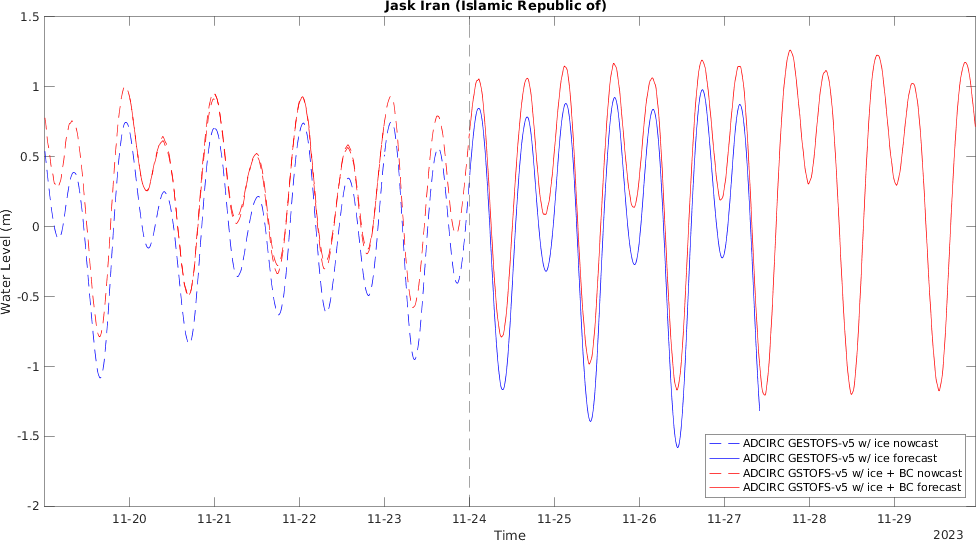 Jask Iran (Islamic Republic of)
1.5
1
0.5
0
-0.5
-1
-1.5
-2
Water Level (m)
11-20
11-21
11-22
11-23
11-24
11-25
11-26
11-27
11-28
11-29
Time
2023
ADCIRC GESTOFS-v5 w/ ice nowcast
ADCIRC GESTOFS-v5 w/ ice forecast
ADCIRC GSTOFS-v5 w/ ice + BC nowcast
ADCIRC GSTOFS-v5 w/ ice + BC forecast